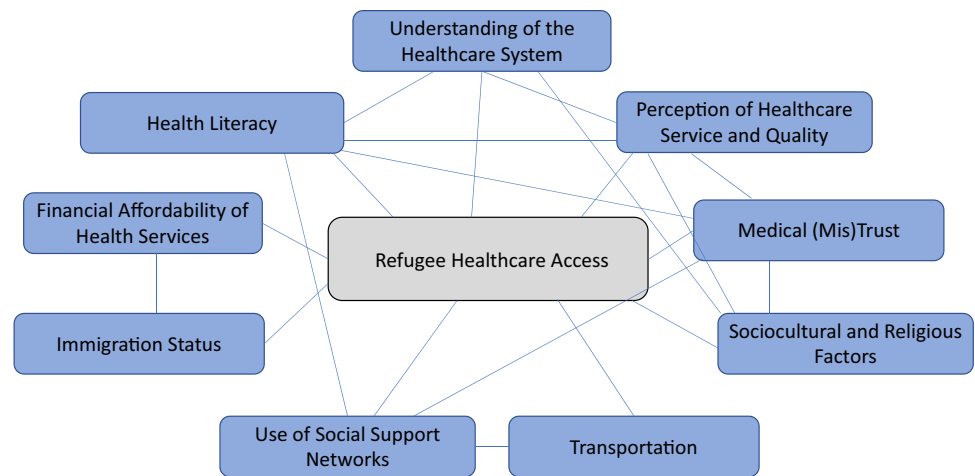 Understanding of the
Healthcare System
Health Literacy
Perception of Healthcare
Service and Quality
Financial Affordability of
Health Services
Refugee Healthcare Access
Medical (Mis)Trust
Immigration Status
Sociocultural and Religious
Factors
Use of Social Support
Networks
Transportation